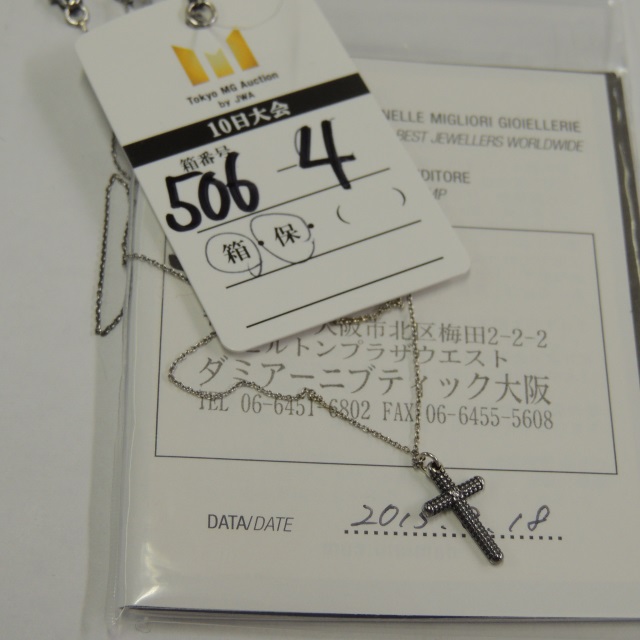 Tokyo MG Auction
by JWA
10日大会
箱番号
506-4
箱・保・( )
NELLE MIGLIORI GIOIELLERIE
BEST JEWELLERS WORLDWIDE
DITORE
MP
大阪市北区梅田2-2-2
ヒルトンプラザウエスト
ダミアーニブティック大阪
TEL 06-6451-6802 FAX 06-6455-5608
DATA/DATE 18